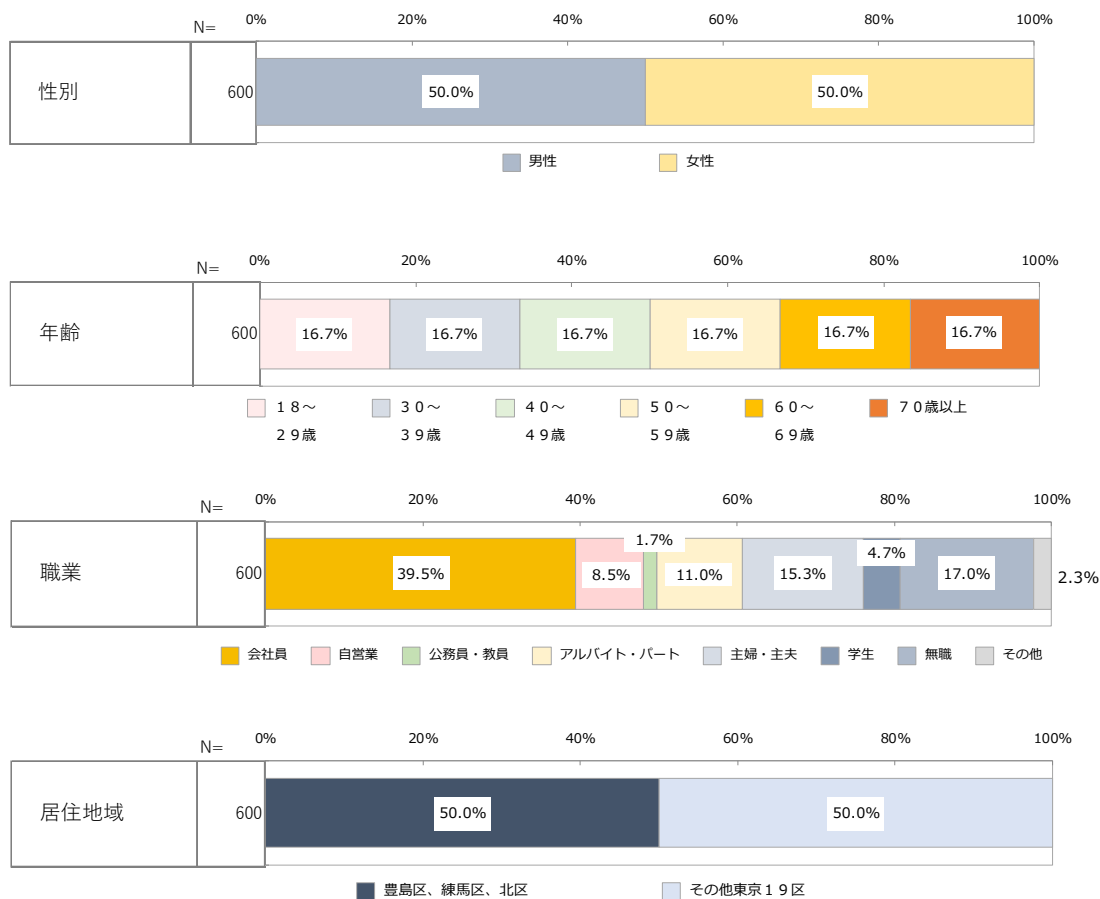 N= 0% 20% 40% 60% 80% 100%
性別 600 50.0% 50.0%
男性 女性
N= 0% 20% 40% 60% 80% 100%
年齢 600 16.7% 16.7% 16.7% 16.7% 16.7% 16.7%
１８～ ３０～ ４０～ ５０～ ６０～ ７０歳以上
２９歳 ３９歳 ４９歳 ５９歳 ６９歳
N= 0% 20% 40% 60% 80% 100%
1.7% 4.7%
職業 600 39.5% 8.5% 11.0% 15.3% 17.0% 2.3%
会社員 自営業 公務員・教員 アルバイト・パート 主婦・主夫 学生 無職 その他
N= 0% 20% 40% 60% 80% 100%
居住地域 600 50.0% 50.0%
豊島区、練馬区、北区 その他東京１９区